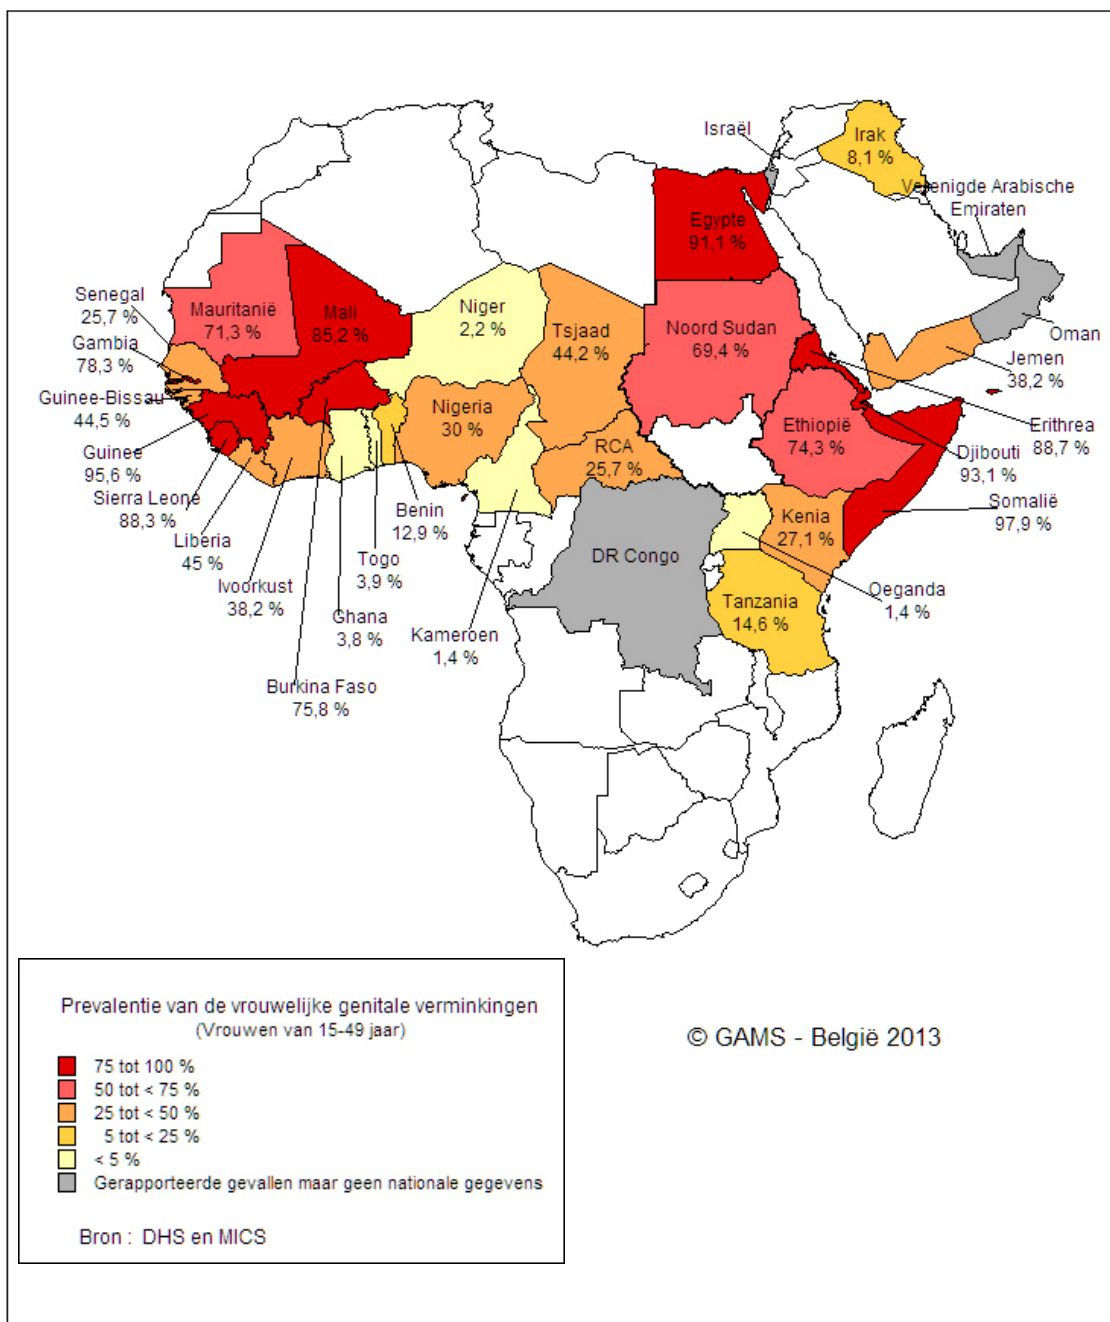 Israël
Irak
8,1 %
Verenigde Arabische
Emiraten
Egypte
91,1 %
Senegal
25,7 %
Mauritanië
71,3 %
Mali
85,2 %
Niger
2,2 %
Tsjaad
44,2 %
Noord Sudan
69,4 %
Oman
Gambia
78,3 %
Jemen
38,2 %
Guinee-Bissau
44,5 %
Nigeria
30 %
Ethiopië
74,3 %
Erithrea
88,7 %
Guinee
95,6 %
RCA
25,7 %
Djibouti
93,1 %
Sierra Leone
88,3 %
Benin
12,9 %
Kenia
27,1 %
Somalië
97,9 %
Liberia
45 %
Togo
3,9 %
DR Congo
Ivoorkust
38,2 %
Oeganda
1,4 %
Tanzania
14,6 %
Ghana
3,8 %
Kameroen
1,4 %
Burkina Faso
75,8 %
Prevalentie van de vrouwelijke genitale verminkingen
(Vrouwen van 15-49 jaar)
75 tot 100 %
50 tot < 75 %
25 tot < 50 %
5 tot < 25 %
< 5 %
Gerapporteerde gevallen maar geen nationale gegevens
Bron : DHS en MICS
© GAMS - België 2013